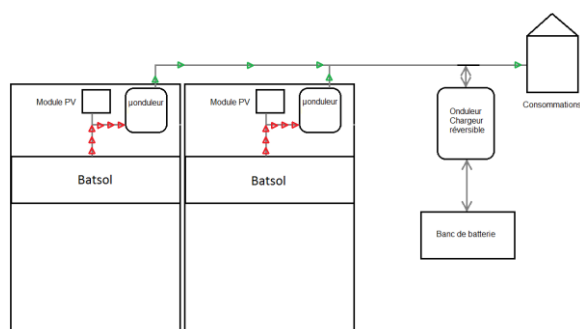 Module PV
µonduleur
Batsol
Module PV
µonduleur
Batsol
Onduleur
Chargeur
réversible
Banc de batterie
Consommations